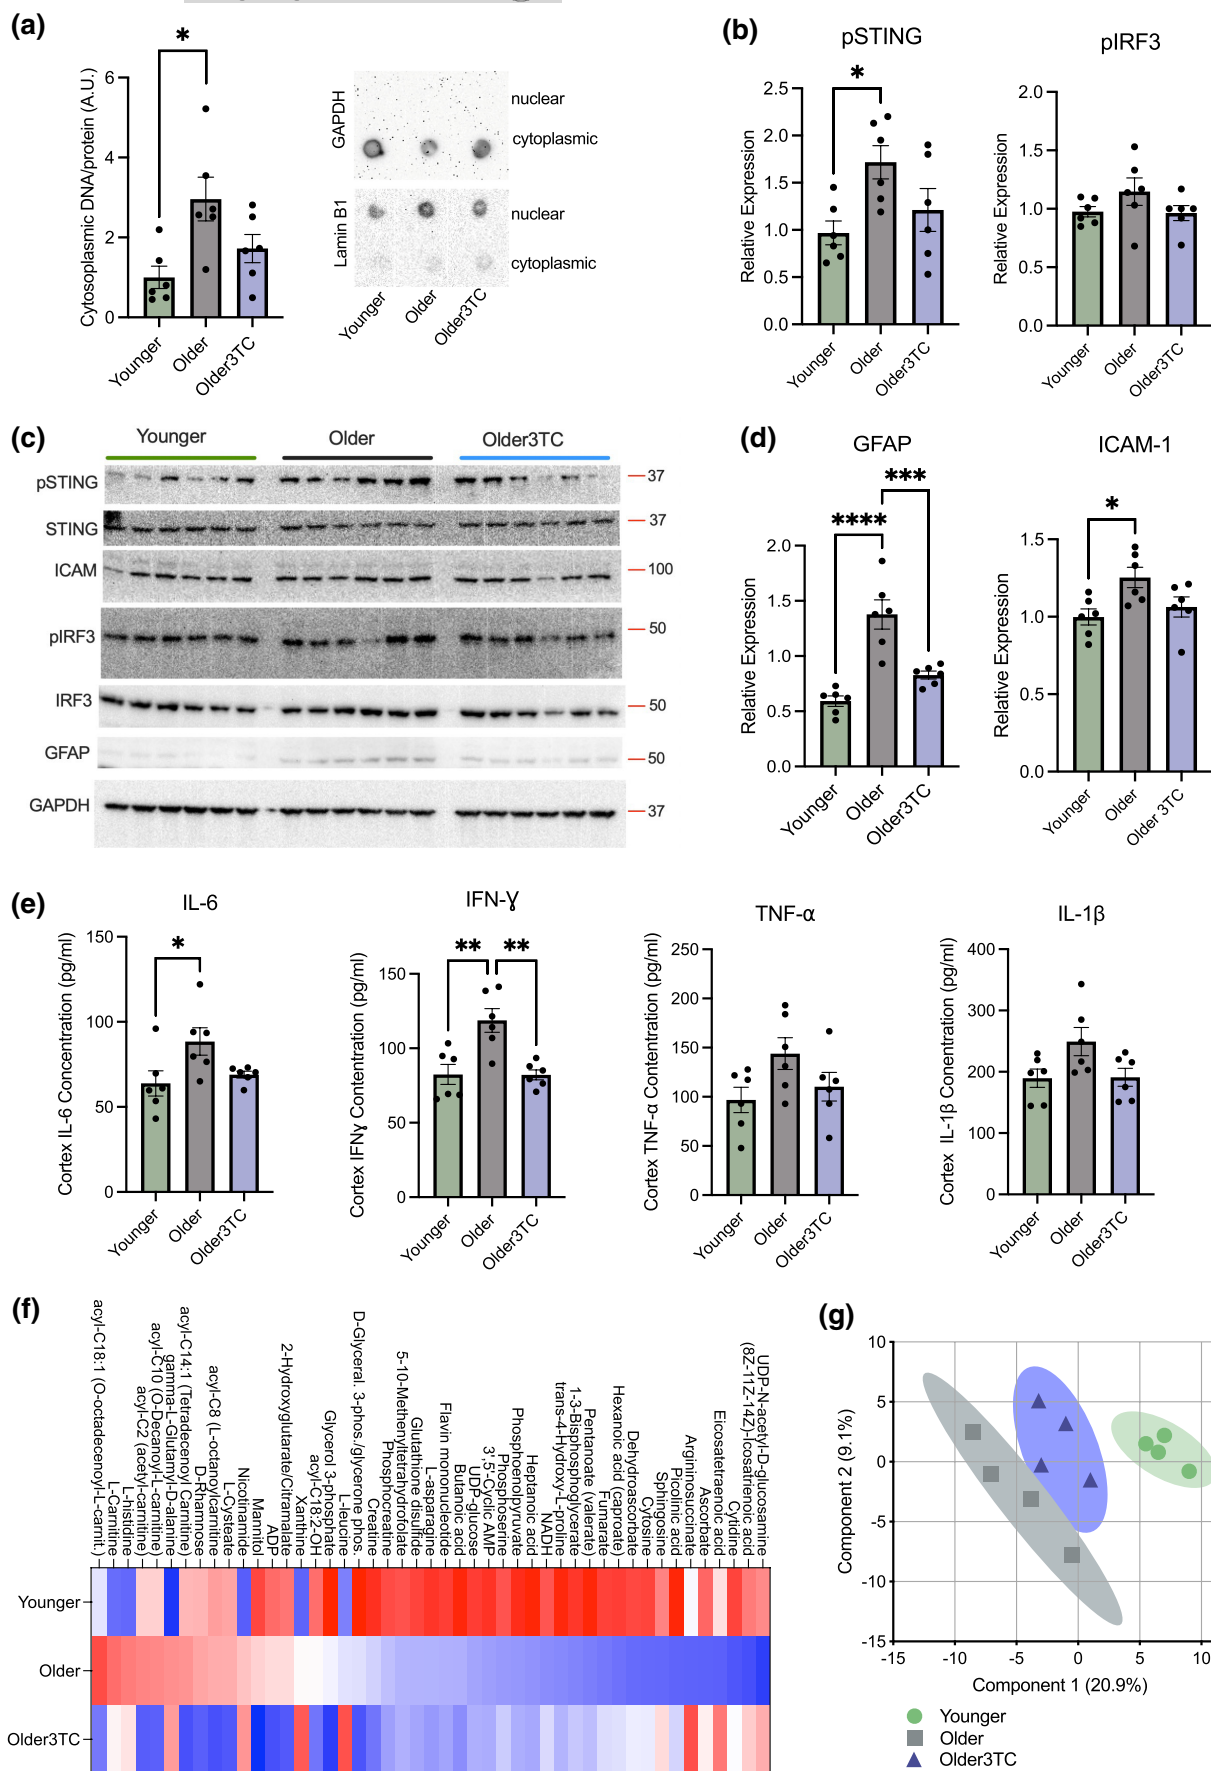 (a)
*
Cytosoplasmic DNA/protein (A.U.)
6
4
2
0
Younger
Older
Older3TC
GAPDH
nuclear
cytoplasmic
Lamin B1
nuclear
cytoplasmic
Younger
Older
Older3TC
(b)
pSTING
*
Relative Expression
2.5
2.0
1.5
1.0
0.5
0.0
Younger
Older
Older3TC
pIRF3
Relative Expression
2.0
1.5
1.0
0.5
0.0
Younger
Older
Older3TC
(c)
Younger
Older
Older3TC
pSTING
37
STING
37
ICAM
100
pIRF3
50
IRF3
50
GFAP
50
GAPDH
37
(d)
GFAP
***
****
Relative Expression
2.0
1.5
1.0
0.5
0.0
Younger
Older
Older3TC
ICAM-1
*
Relative Expression
1.5
1.0
0.5
0.0
Younger
Older
Older 3TC
(e)
IL-6
*
Cortex IL-6 Concentration (pg/ml)
150
100
50
0
Younger
Older
Older3TC
IFN-Ɣ
**
**
Cortex IFNɣ Contentration (pg/ml)
150
100
50
0
Younger
Older
Older3TC
TNF-α
Cortex TNF-α Contentration (pg/ml)
250
200
150
100
50
0
Younger
Older
Older3TC
IL-1β
Cortex IL-1β Conentration (pg/ml)
400
300
200
100
0
Younger
Older
Older3TC
(f)
acyl-C18:1 (O-octadecenoyl-L-carnit.)
L-Carnitine
L-histidine
acyl-C2 (acetyl-carnitine)
acyl-C10 (O-Decanoyl-L-carnitine)
gamma-L-Glutamyl-D-alanine
acyl-C14:1 (Tetradecenoyl Carnitine)
D-Rhamnose
acyl-C8 (L-octanoylcarnitine)
L-Cysteate
Nicotinamide
Mannitol
ADP
2-Hydroxyglutarate/Citramalate
Xanthine
acyl-C18:2-OH
Glycerol 3-phosphate
L-leucine
D-Glyceral. 3-phos./glycerone phos.
Creatine
Phosphocreatine
5-10-Methenyltetrahydrofolate
Glutathione disulfide
L-asparagine
Flavin mononucleotide
Butanoic acid
UDP-glucose
3',5'-Cyclic AMP
Phosphoserine
Phosphoenolpyruvate
Heptanoic acid
NADH
trans-4-Hydroxy-L-proline
1-3-Bisphosphoglycerate
Pentanoate (valerate)
Fumarate
Hexanoic acid (caproate)
Dehydroascorbate
Cytosine
Sphingosine
Picolinic acid
Argininosuccinate
Ascorbate
Eicosatetraenoic acid
Cytidine
(8Z-11Z-14Z)-Icosatrienoic acid
UDP-N-acetyl-D-glucosamine
Younger
Older
Older3TC
(g)
Component 2 (9.1%)
10
5
0
-5
-10
-15
-15
-10
-5
0
5
10
Component 1 (20.9%)
Younger
Older
Older3TC